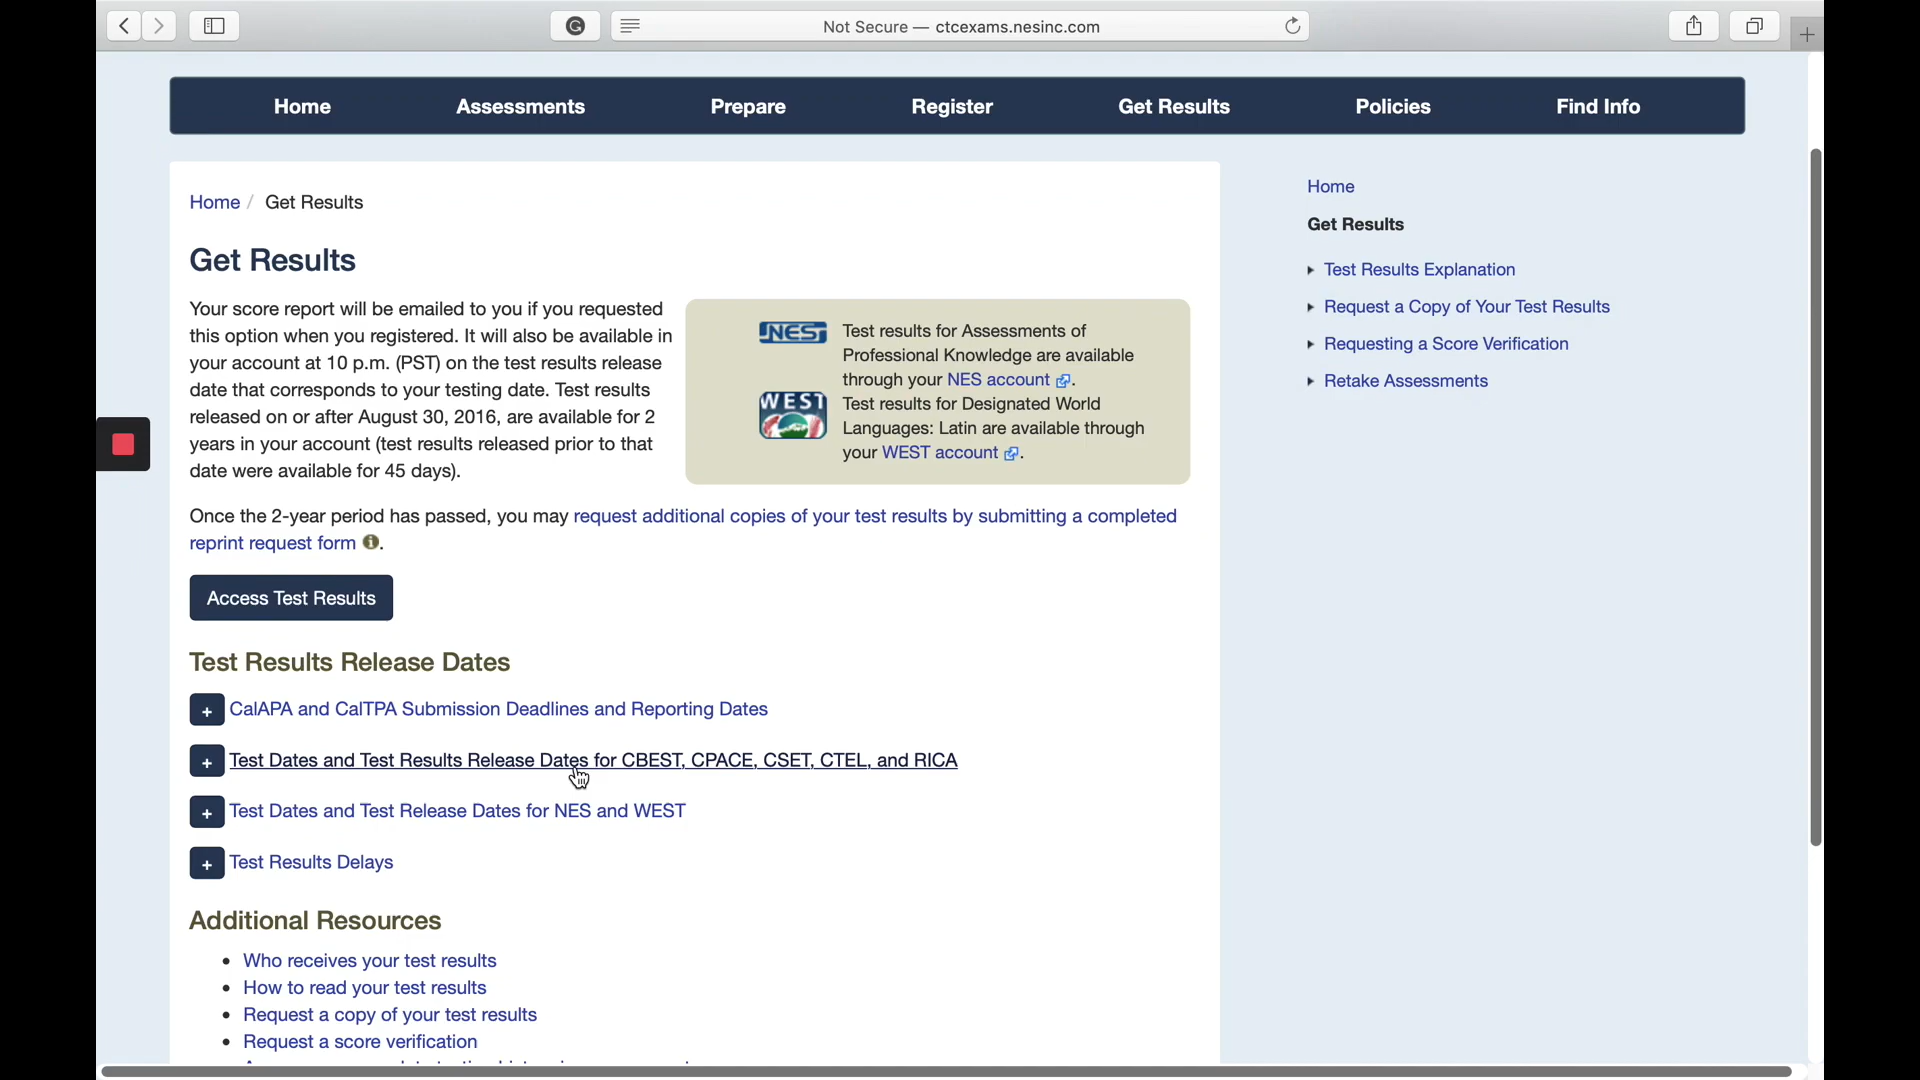 Not Secure — ctcexams.nesinc.com
Home Assessments Prepare Register Get Results Policies Find Info
Home / Get Results
Get Results
Your score report will be emailed to you if you requested
this option when you registered. It will also be available in
your account at 10 p.m. (PST) on the test results release
date that corresponds to your testing date. Test results
released on or after August 30, 2016, are available for 2
years in your account (test results released prior to that
date were available for 45 days).
NES
Test results for Assessments of
Professional Knowledge are available
through your NES account .
WEST
Test results for Designated World
Languages: Latin are available through
your WEST account .
Once the 2-year period has passed, you may request additional copies of your test results by submitting a completed
reprint request form .
Access Test Results
Test Results Release Dates
+ CalAPA and CalTPA Submission Deadlines and Reporting Dates
+ Test Dates and Test Results Release Dates for CBEST, CPACE, CSET, CTEL, and RICA
+ Test Dates and Test Release Dates for NES and WEST
+ Test Results Delays
Additional Resources
• Who receives your test results
• How to read your test results
• Request a copy of your test results
• Request a score verification
Home
Get Results
Test Results Explanation
Request a Copy of Your Test Results
Requesting a Score Verification
Retake Assessments